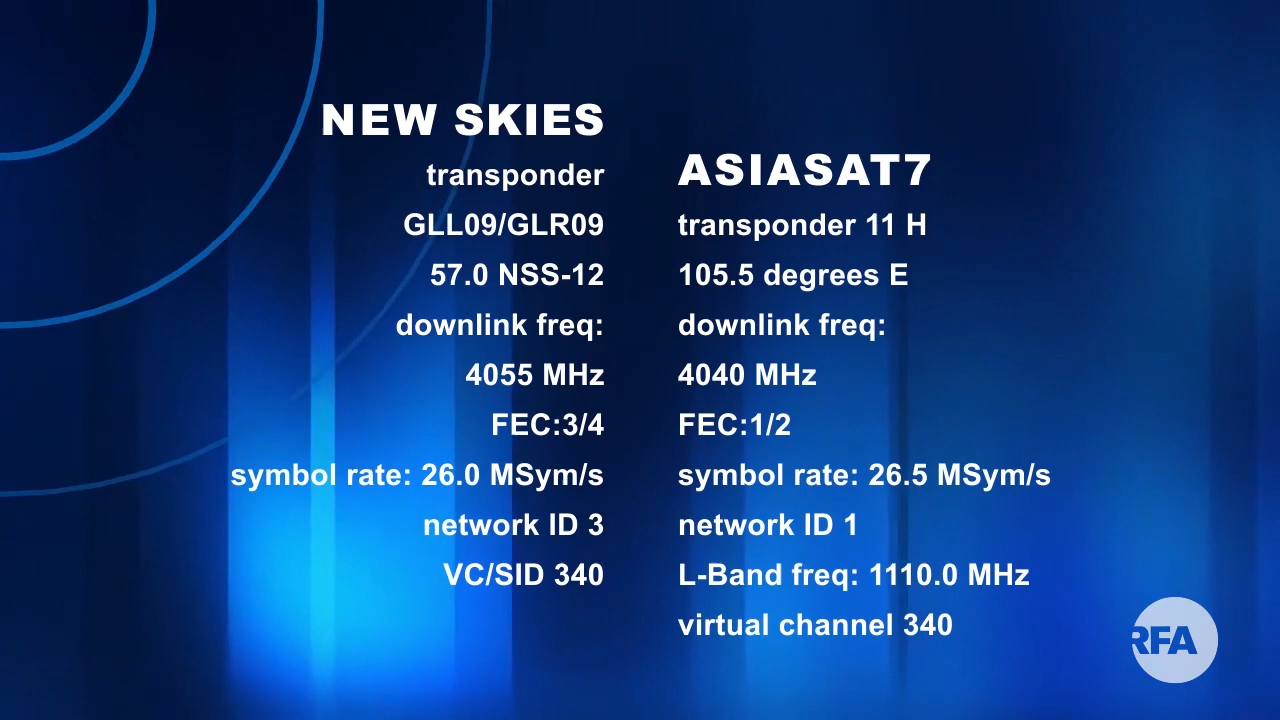 NEW SKIES
transponder
GLL09/GLR09
57.0 NSS-12
downlink freq:
4055 MHz
FEC:3/4
symbol rate: 26.0 MSym/s
network ID 3
VC/SID 340
ASIASAT7
transponder 11 H
105.5 degrees E
downlink freq:
4040 MHz
FEC:1/2
symbol rate: 26.5 MSym/s
network ID 1
L-Band freq: 1110.0 MHz
virtual channel 340
RFA